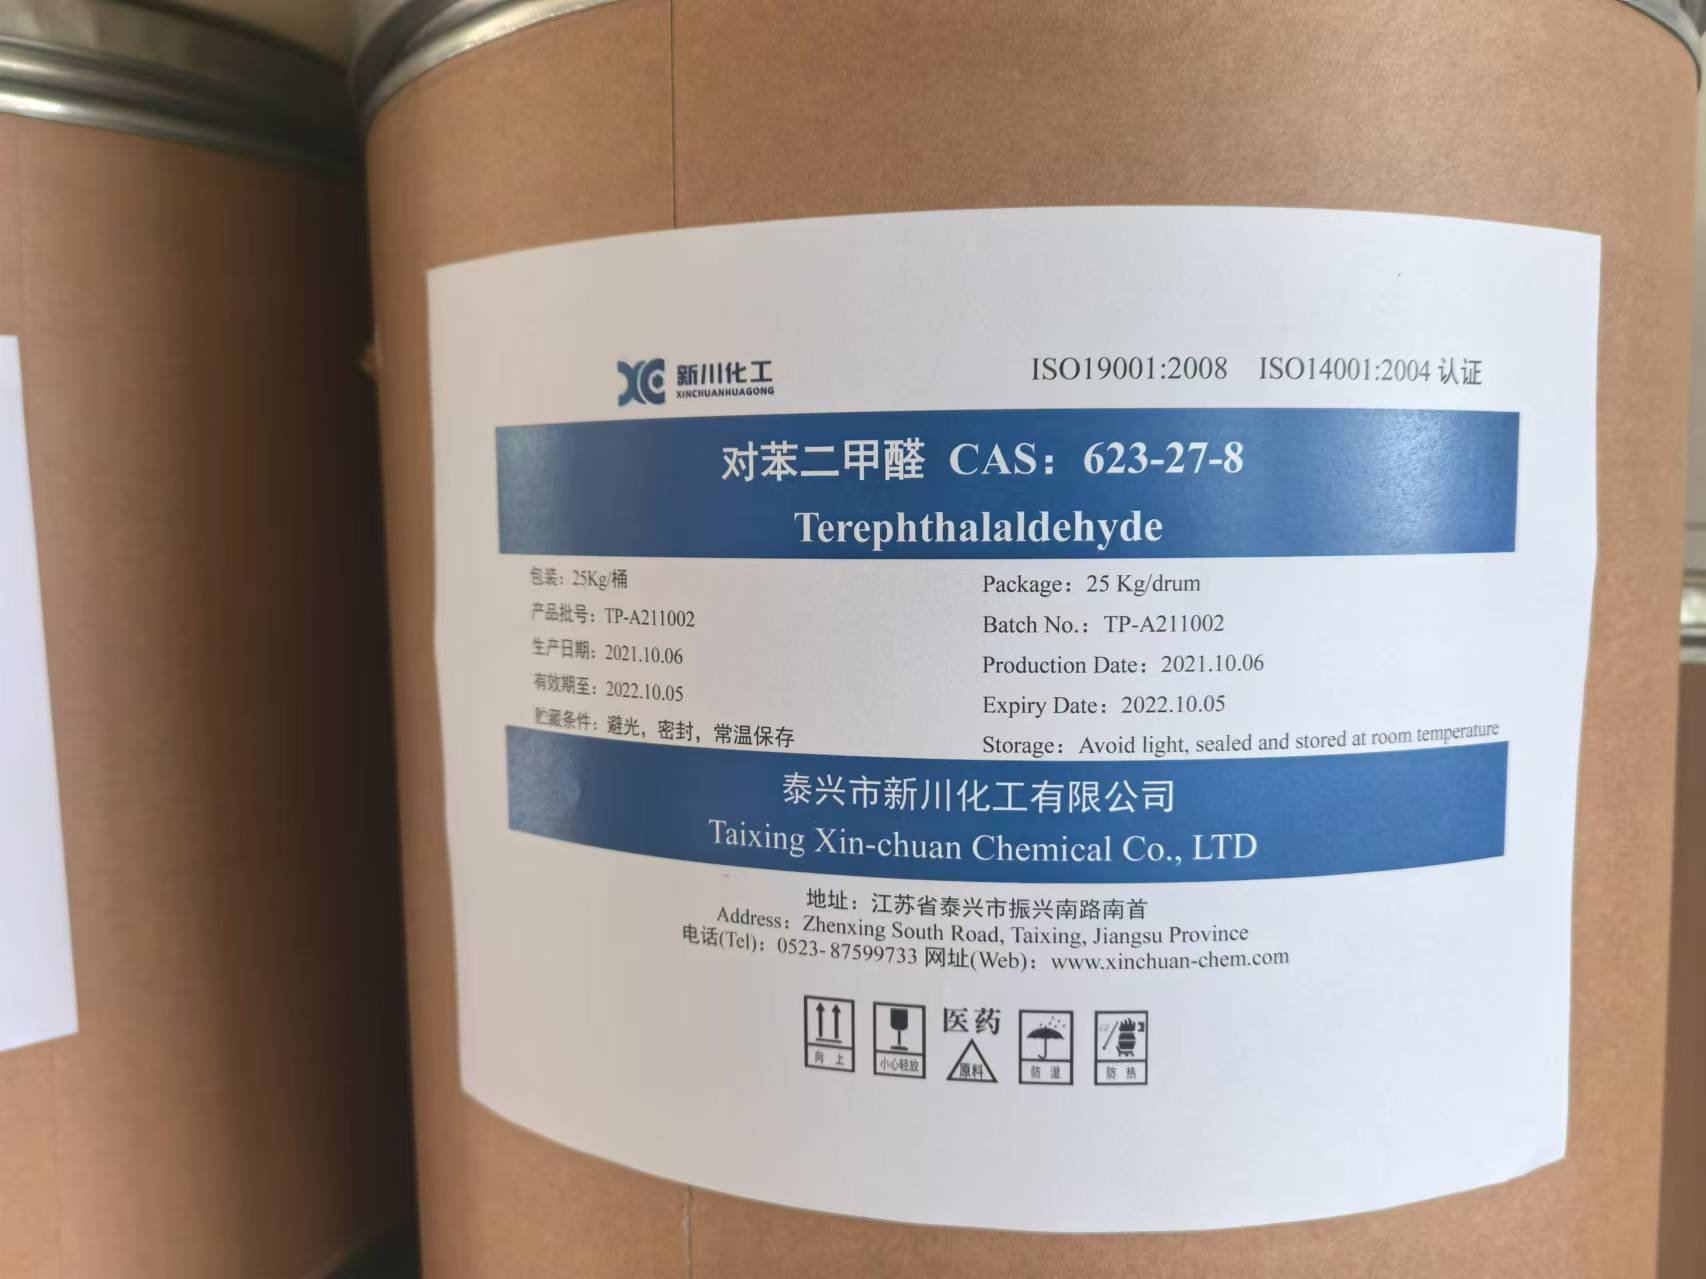 新川化工
XINCHUANHUAGONG
ISO19001:2008 ISO14001:2004 认证
对苯二甲醛 CAS：623-27-8
Terephthalaldehyde
包装：25Kg/桶
产品批号：TP-A211002
生产日期：2021.10.06
有效期至：2022.10.05
贮藏条件：避光，密封，常温保存
Package：25 Kg/drum
Batch No.：TP-A211002
Production Date：2021.10.06
Expiry Date：2022.10.05
Storage：Avoid light, sealed and stored at room temperature
泰兴市新川化工有限公司
Taixing Xin-chuan Chemical Co., LTD
地址：江苏省泰兴市振兴南路南首
Address：Zhenxing South Road, Taixing, Jiangsu Province
电话(Tel)：0523- 87599733 网址(Web)：www.xinchuan-chem.com
向上
小心轻放
医药
原料
防湿
防热